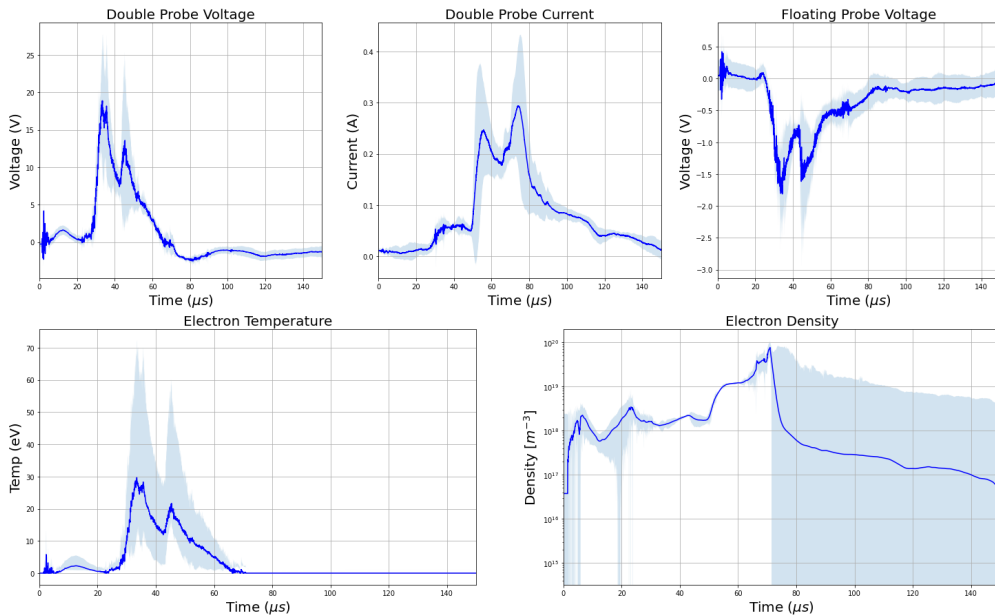 Double Probe Voltage
Voltage (V)
25
20
15
10
5
0
0 20 40 60 80 100 120 140
Time (μs)
Double Probe Current
Current (A)
0.4
0.3
0.2
0.1
0.0
0 20 40 60 80 100 120 140
Time (μs)
Floating Probe Voltage
Voltage (V)
0.5
0.0
−0.5
−1.0
−1.5
−2.0
−2.5
−3.0
0 20 40 60 80 100 120 140
Time (μs)
Electron Temperature
Temp (eV)
70
60
50
40
30
20
10
0
0 20 40 60 80 100 120 140
Time (μs)
Electron Density
Density [m⁻³]
10²⁰
10¹⁹
10¹⁸
10¹⁷
10¹⁶
10¹⁵
0 20 40 60 80 100 120 140
Time (μs)